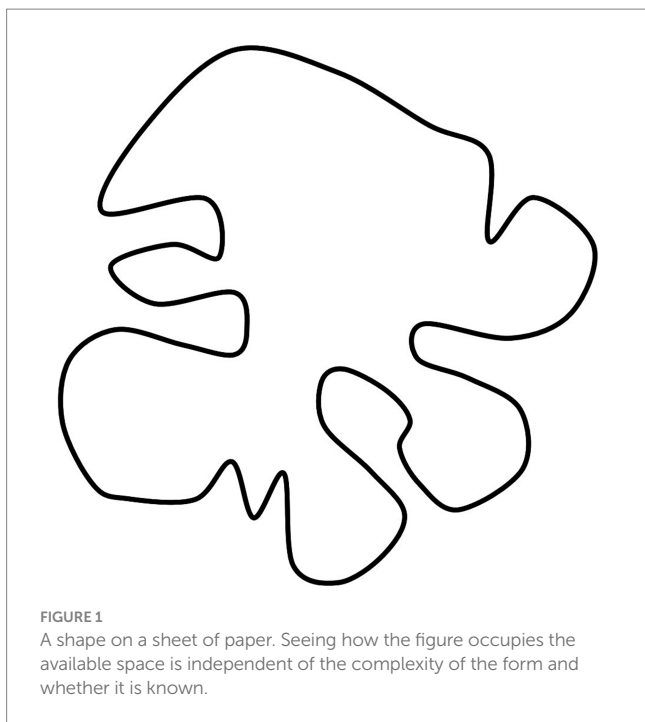 FIGURE 1
A shape on a sheet of paper. Seeing how the figure occupies the
available space is independent of the complexity of the form and
whether it is known.